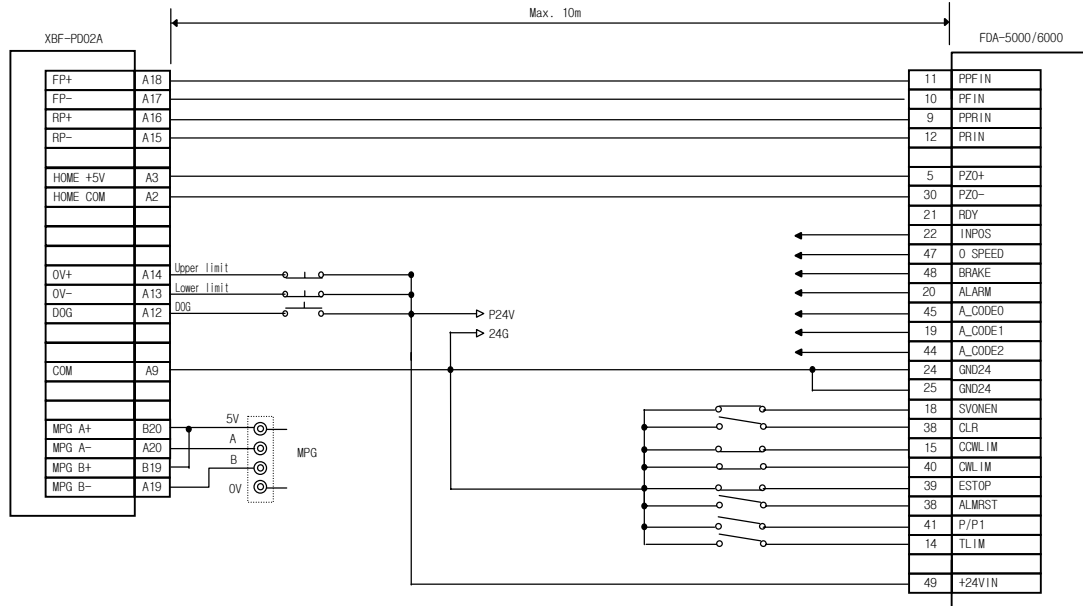 Max. 10m
XBF-PD02A
FDA-5000/6000
FP+ A18
FP- A17
RP+ A16
RP- A15
HOME +5V A3
HOME COM A2
OV+ A14 Upper limit
OV- A13 Lower limit
DOG A12 DOG
COM A9
MPG A+ B20
MPG A- A20
MPG B+ B19
MPG B- A19
5V
A
B
0V
MPG
P24V
24G
11 PPFIN
10 PFIN
9 PPRIN
12 PRIN
5 PZO+
30 PZO-
21 RDY
22 INPOS
47 0 SPEED
48 BRAKE
20 ALARM
45 A_CODE0
19 A_CODE1
44 A_CODE2
24 GND24
25 GND24
18 SVONEN
38 CLR
15 CCWLIM
40 CWLIM
39 ESTOP
38 ALMRST
41 P/P1
14 TLIM
49 +24VIN